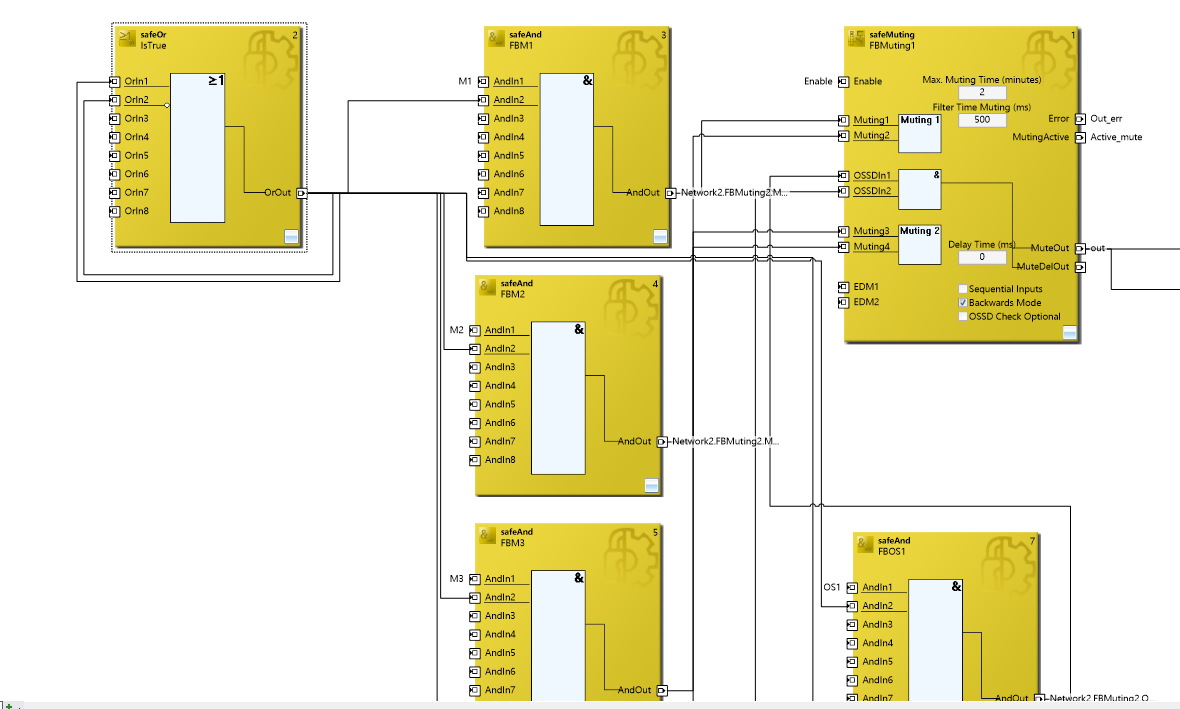 safeOr
IsTrue
2
OrIn1
OrIn2
OrIn3
OrIn4
OrIn5
OrIn6
OrIn7
OrIn8
≥1
OrOut
safeAnd
FBM1
3
M1
AndIn1
AndIn2
AndIn3
AndIn4
AndIn5
AndIn6
AndIn7
AndIn8
&
AndOut
Network2.FBMuting2.M...
safeMuting
FBMuting1
1
Enable
Enable
Max. Muting Time (minutes)
2
Filter Time Muting (ms)
500
Muting1
Muting2
Muting 1
Error
Out_err
MutingActive
Active_mute
OSSDIn1
OSSDIn2
&
Muting3
Muting4
Muting 2
Delay Time (ms)
0
MuteOut
out
MuteDelOut
EDM1
EDM2
Sequential Inputs
Backwards Mode
OSSD Check Optional
safeAnd
FBM2
4
M2
AndIn1
AndIn2
AndIn3
AndIn4
AndIn5
AndIn6
AndIn7
AndIn8
&
AndOut
Network2.FBMuting2.M...
safeAnd
FBM3
5
M3
AndIn1
AndIn2
AndIn3
AndIn4
AndIn5
AndIn6
AndIn7
&
AndOut
safeAnd
FBOS1
7
OS1
AndIn1
AndIn2
AndIn3
AndIn4
AndIn5
AndIn6
AndIn7
&
AndOut
Network2.FBMuting2.O...